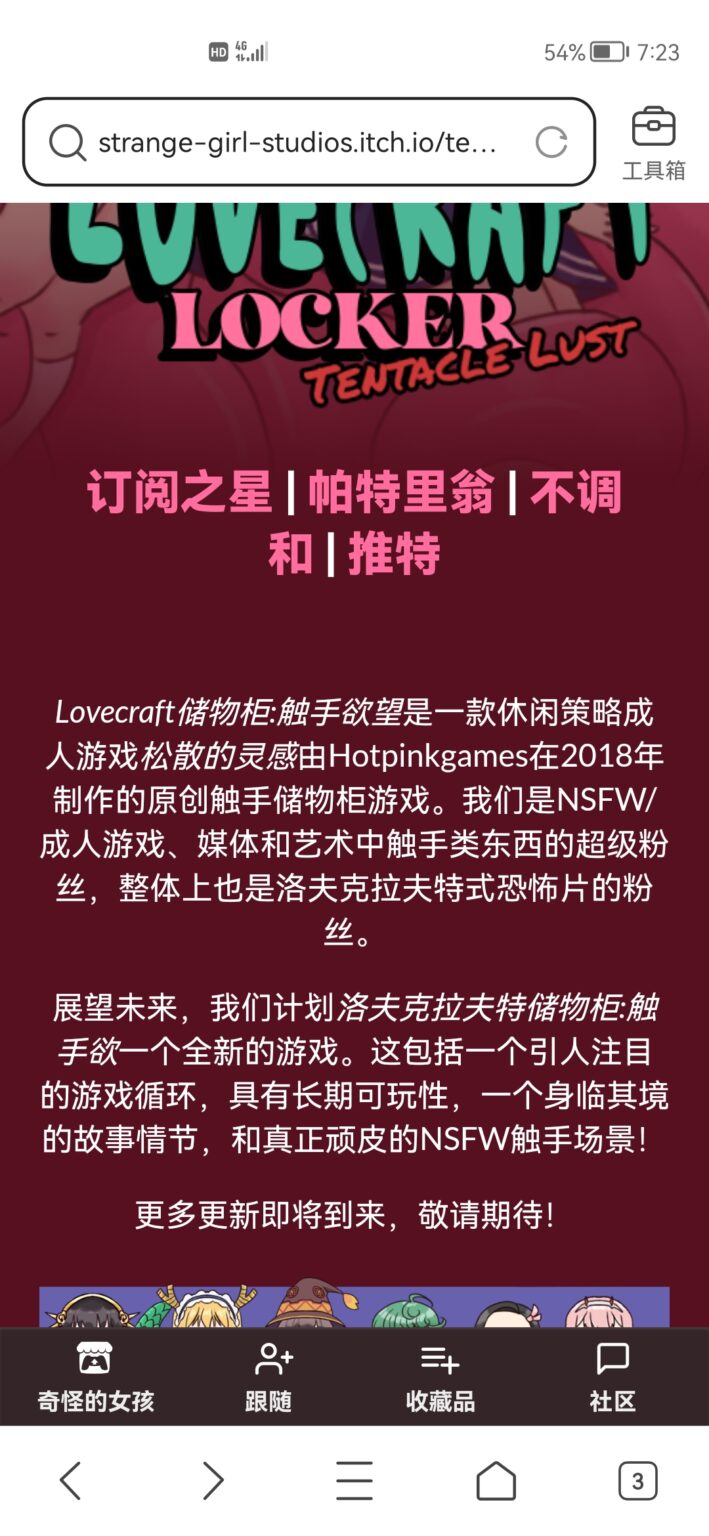 HD 4G 54% 7:23
strange-girl-studios.itch.io/te...
工具箱
LOVECRAFT
LOCKER
TENTACLE LUST
订阅之星 | 帕特里翁 | 不调
和 | 推特
Lovecraft储物柜:触手欲望是一款休闲策略成
人游戏松散的灵感由Hotpinkgames在2018年
制作的原创触手储物柜游戏。我们是NSFW/
成人游戏、媒体和艺术中触手类东西的超级粉
丝，整体上也是洛夫克拉夫特式恐怖片的粉
丝。
展望未来，我们计划洛夫克拉夫特储物柜:触
手欲一个全新的游戏。这包括一个引人注目
的游戏循环，具有长期可玩性，一个身临其境
的故事情节，和真正顽皮的NSFW触手场景！
更多更新即将到来，敬请期待！
奇怪的女孩 跟随 收藏品 社区
3